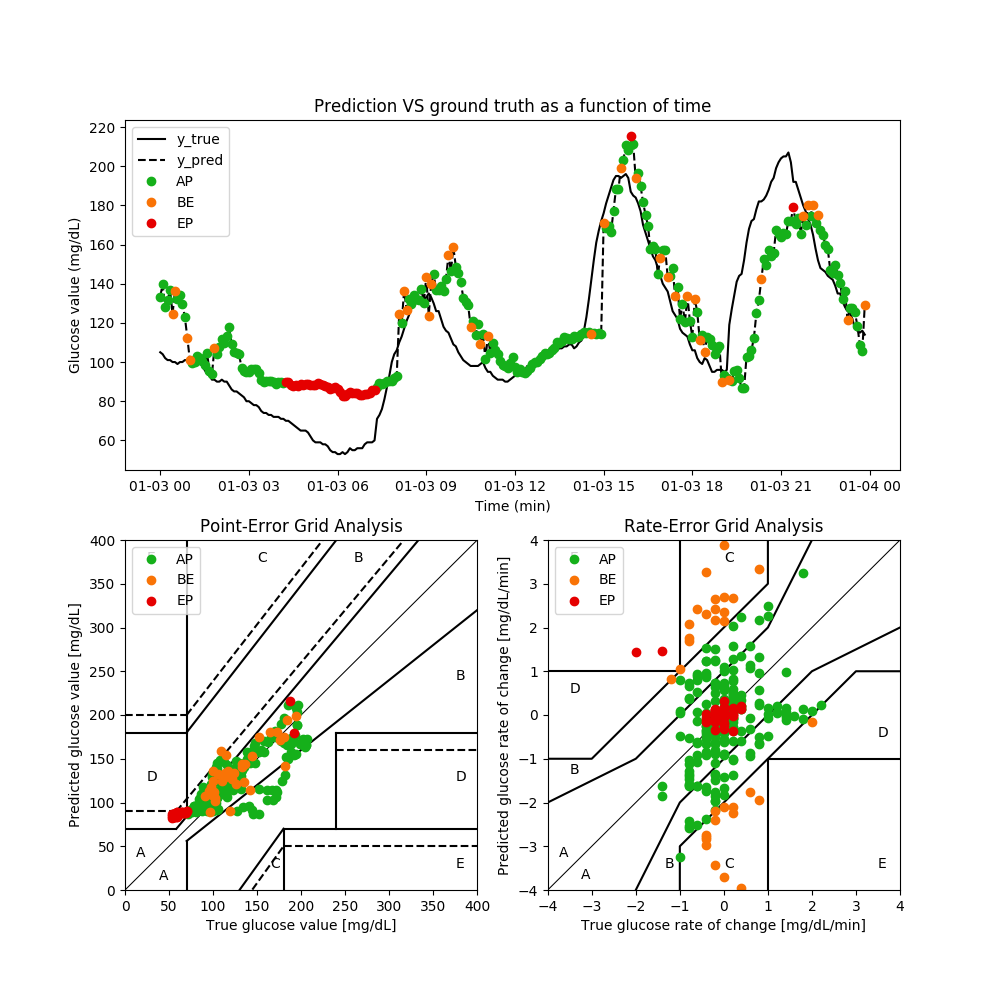 Prediction VS ground truth as a function of time
Glucose value (mg/dL)
220
200
180
160
140
120
100
80
60
y_true
y_pred
AP
BE
EP
01-03 00 01-03 03 01-03 06 01-03 09 01-03 12 01-03 15 01-03 18 01-03 21 01-04 00
Time (min)
Point-Error Grid Analysis
Predicted glucose value [mg/dL]
400
350
300
250
200
150
100
50
0
AP
BE
EP
C
B
B
D
D
A
A
C
E
0 50 100 150 200 250 300 350 400
True glucose value [mg/dL]
Rate-Error Grid Analysis
Predicted glucose rate of change [mg/dL/min]
4
3
2
1
0
−1
−2
−3
−4
AP
BE
EP
C
D
D
B
A
A
B
C
E
−4 −3 −2 −1 0 1 2 3 4
True glucose rate of change [mg/dL/min]